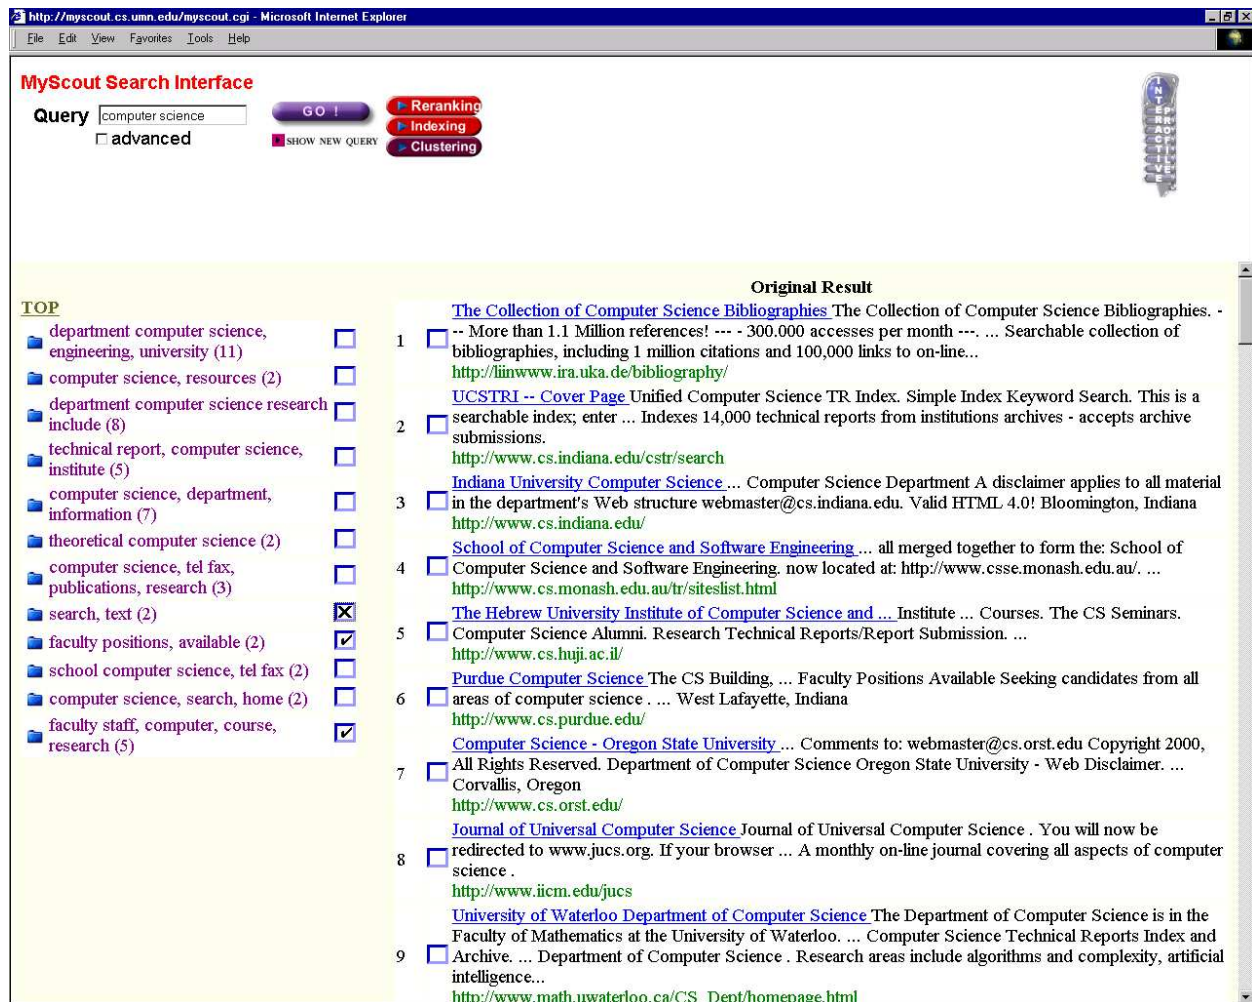 http://myscout.cs.umn.edu/myscout.cgi - Microsoft Internet Explorer
File Edit View Favorites Tools Help
MyScout Search Interface
Query computer science
advanced
GO !
SHOW NEW QUERY
Reranking
Indexing
Clustering
INTERACTIVE
PROFILE
TOP
department computer science,
engineering, university (11)
computer science, resources (2)
department computer science research
include (8)
technical report, computer science,
institute (5)
computer science, department,
information (7)
theoretical computer science (2)
computer science, tel fax,
publications, research (3)
search, text (2)
faculty positions, available (2)
school computer science, tel fax (2)
computer science, search, home (2)
faculty staff, computer, course,
research (5)
Original Result
The Collection of Computer Science Bibliographies The Collection of Computer Science Bibliographies. -
1 -- More than 1.1 Million references! --- - 300.000 accesses per month ---. ... Searchable collection of
bibliographies, including 1 million citations and 100,000 links to on-line...
http://liinwww.ira.uka.de/bibliography/
UCSTRI -- Cover Page Unified Computer Science TR Index. Simple Index Keyword Search. This is a
2 searchable index; enter ... Indexes 14,000 technical reports from institutions archives - accepts archive
submissions.
http://www.cs.indiana.edu/cstr/search
Indiana University Computer Science ... Computer Science Department A disclaimer applies to all material
3 in the department's Web structure webmaster@cs.indiana.edu. Valid HTML 4.0! Bloomington, Indiana
http://www.cs.indiana.edu/
School of Computer Science and Software Engineering ... all merged together to form the: School of
4 Computer Science and Software Engineering. now located at: http://www.csse.monash.edu.au/. ...
http://www.cs.monash.edu.au/tr/siteslist.html
The Hebrew University Institute of Computer Science and ... Institute ... Courses. The CS Seminars.
5 Computer Science Alumni. Research Technical Reports/Report Submission. ...
http://www.cs.huji.ac.il/
Purdue Computer Science The CS Building, ... Faculty Positions Available Seeking candidates from all
6 areas of computer science . ... West Lafayette, Indiana
http://www.cs.purdue.edu/
Computer Science - Oregon State University ... Comments to: webmaster@cs.orst.edu Copyright 2000,
7 All Rights Reserved. Department of Computer Science Oregon State University - Web Disclaimer. ...
Corvallis, Oregon
http://www.cs.orst.edu/
Journal of Universal Computer Science Journal of Universal Computer Science . You will now be
8 redirected to www.jucs.org. If your browser ... A monthly on-line journal covering all aspects of computer
science .
http://www.iicm.edu/jucs
University of Waterloo Department of Computer Science The Department of Computer Science is in the
Faculty of Mathematics at the University of Waterloo. ... Computer Science Technical Reports Index and
9 Archive. ... Department of Computer Science . Research areas include algorithms and complexity, artificial
intelligence...
http://www.math.uwaterloo.ca/CS_Dept/homepage.html